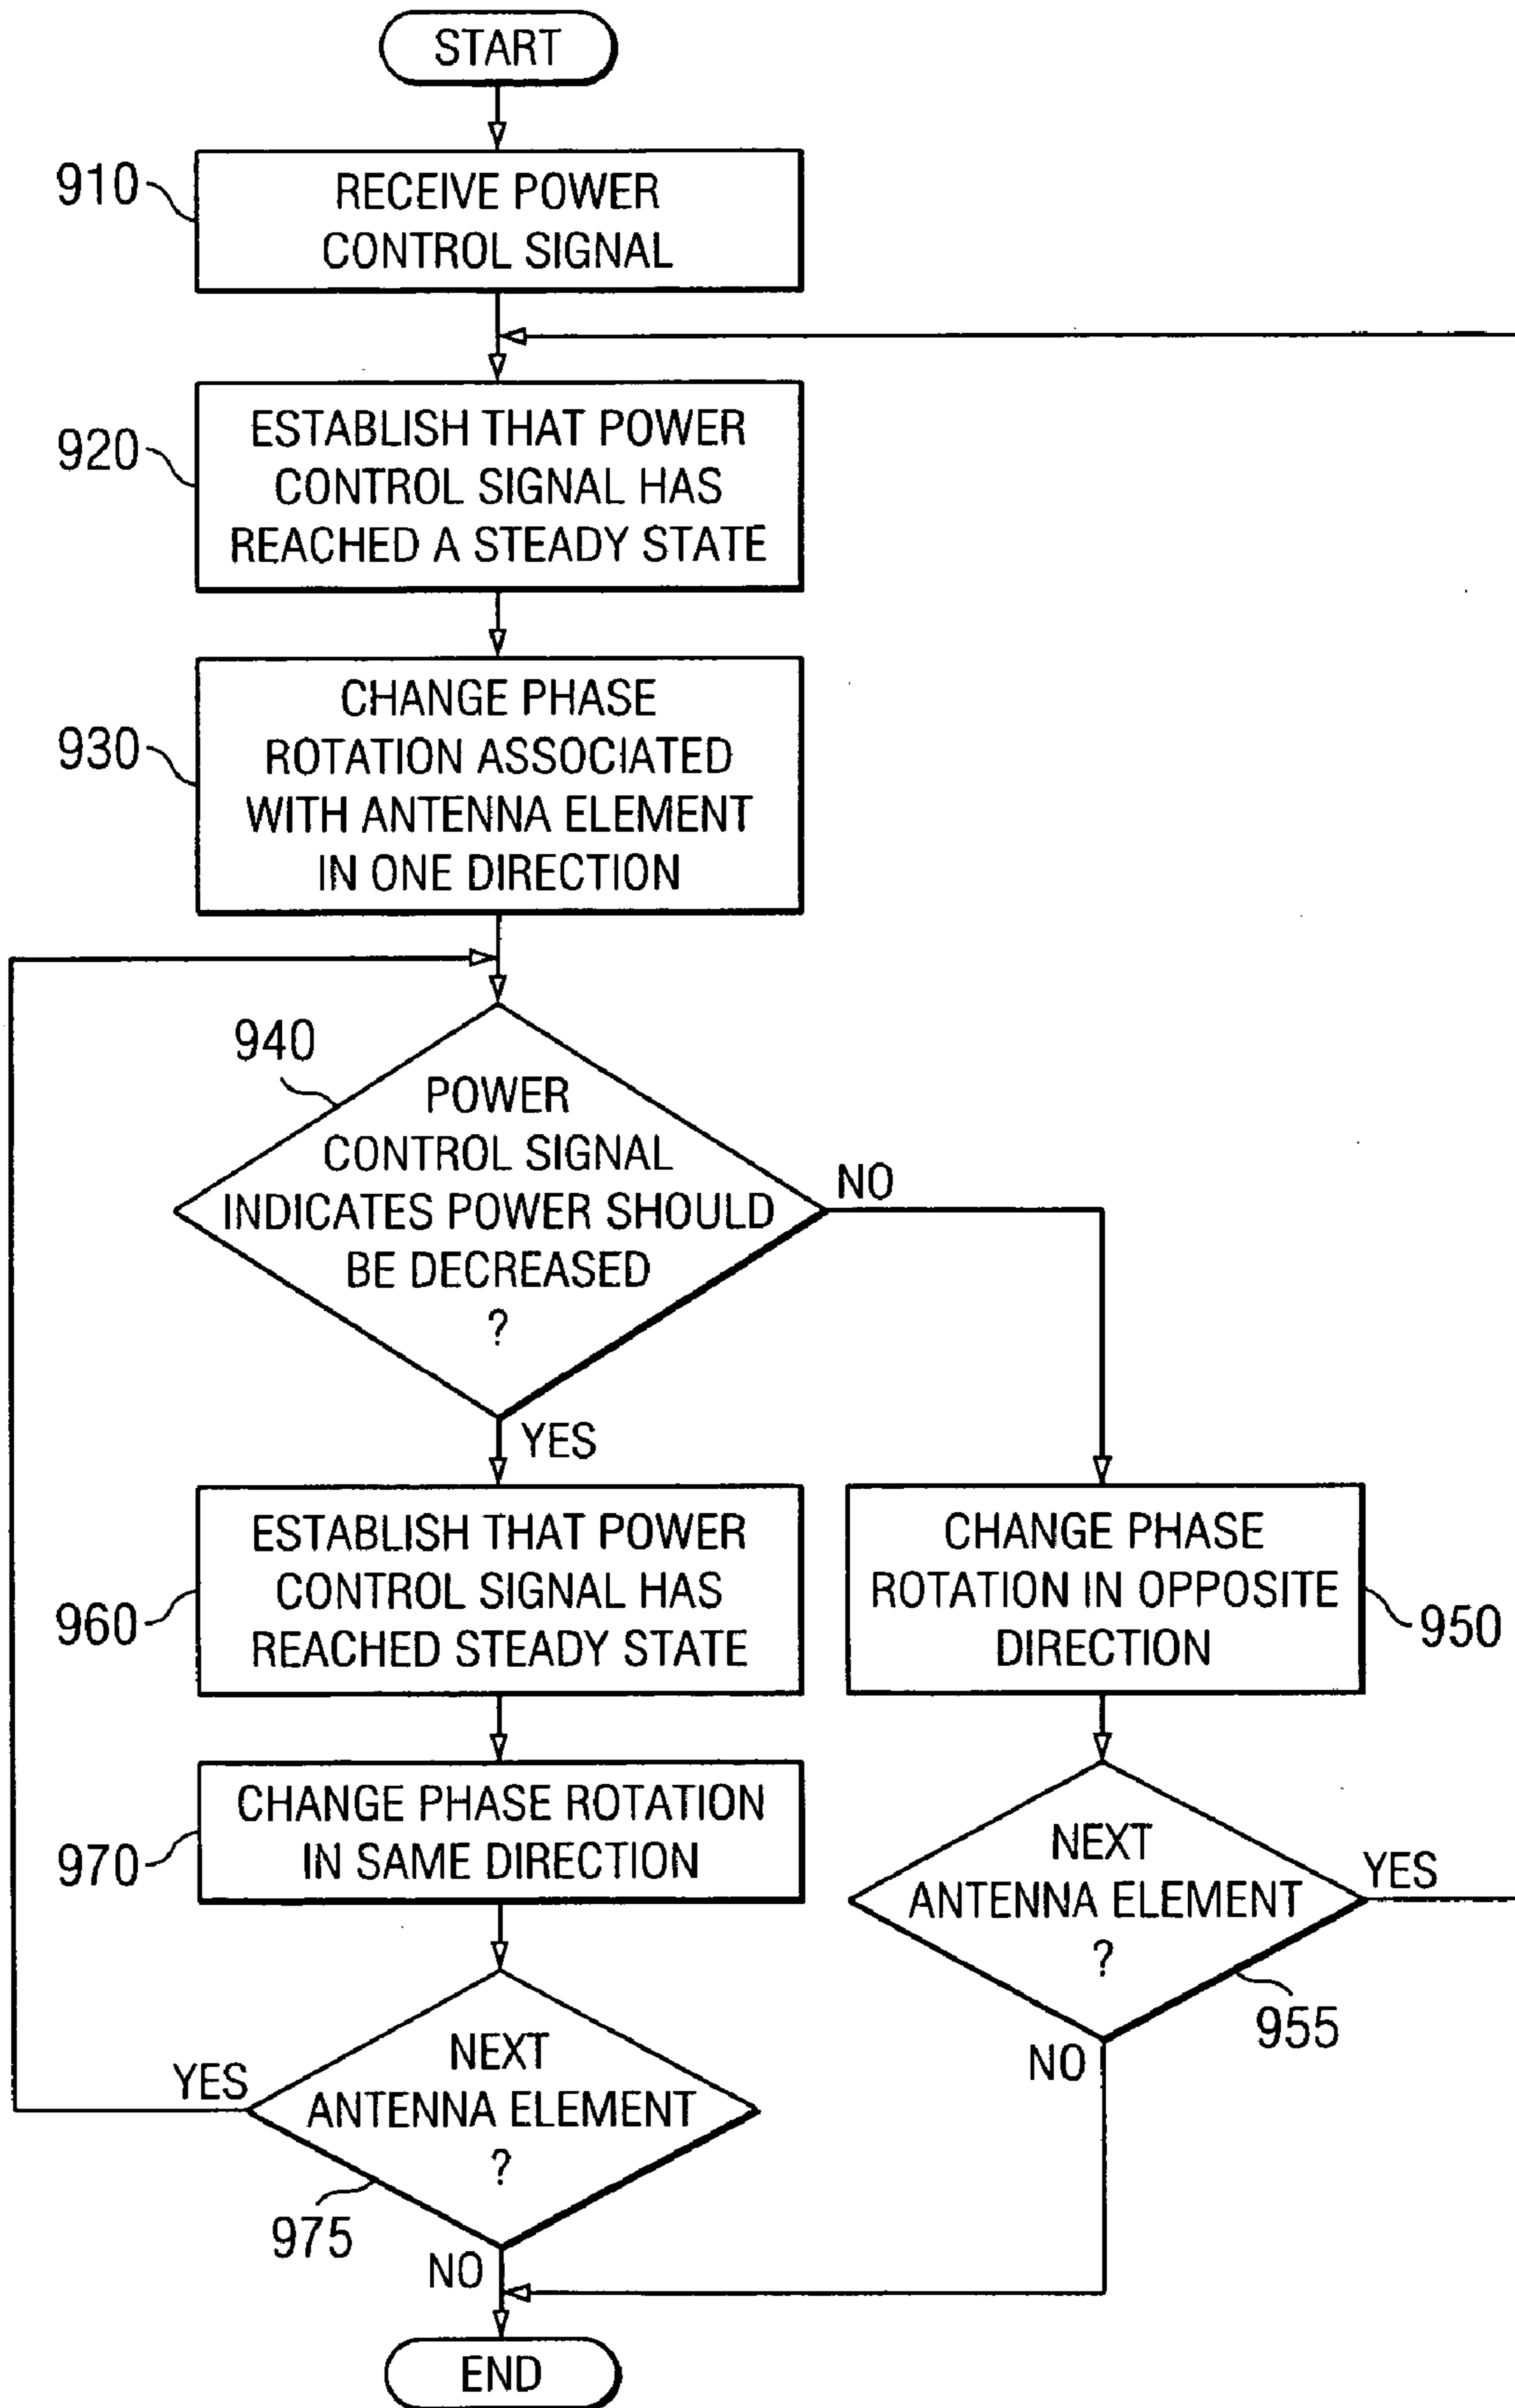 START
910
RECEIVE POWER
CONTROL SIGNAL
920
ESTABLISH THAT POWER
CONTROL SIGNAL HAS
REACHED A STEADY STATE
930
CHANGE PHASE
ROTATION ASSOCIATED
WITH ANTENNA ELEMENT
IN ONE DIRECTION
940
POWER
CONTROL SIGNAL
INDICATES POWER SHOULD
BE DECREASED
?
NO
YES
960
ESTABLISH THAT POWER
CONTROL SIGNAL HAS
REACHED STEADY STATE
CHANGE PHASE
ROTATION IN OPPOSITE
DIRECTION
950
970
CHANGE PHASE ROTATION
IN SAME DIRECTION
NEXT
ANTENNA ELEMENT
?
YES
955
NO
NEXT
ANTENNA ELEMENT
?
YES
975
NO
END